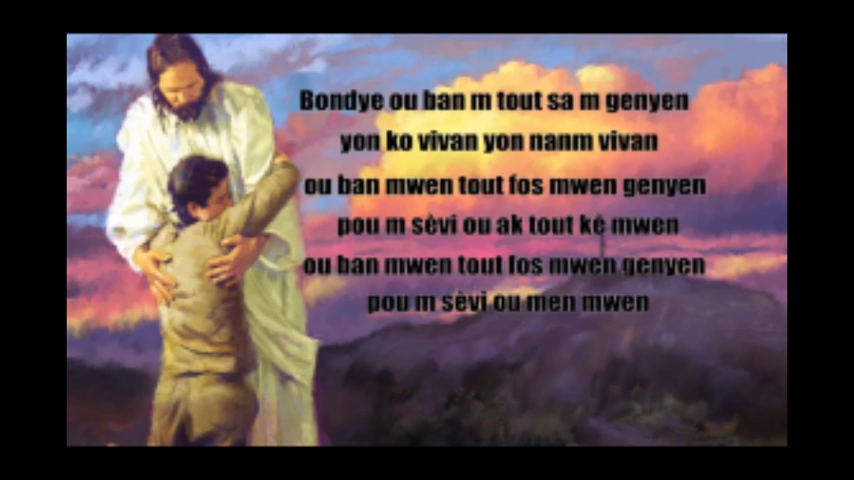 Bondye ou ban m tout sa m genyen
yon ko vivan yon nanm vivan
ou ban mwen tout fos mwen genyen
pou m sèvi ou ak tout kè mwen
ou ban mwen tout fos mwen genyen
pou m sèvi ou men mwen